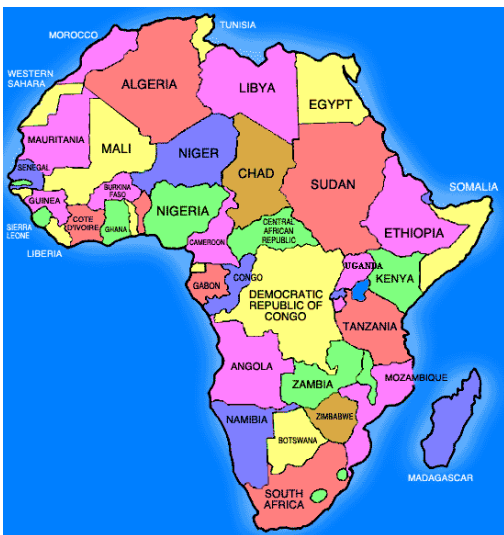 TUNISIA
MOROCCO
ALGERIA
LIBYA
EGYPT
WESTERN
SAHARA
MAURITANIA
MALI
NIGER
CHAD
SUDAN
SENEGAL
SOMALIA
GUINEA
BURKINA
FASO
NIGERIA
SIERRA
LEONE
COTE
D'IVOIRE
GHANA
CENTRAL
AFRICAN
REPUBLIC
ETHIOPIA
LIBERIA
CAMEROON
UGANDA
KENYA
CONGO
GABON
DEMOCRATIC
REPUBLIC OF
CONGO
TANZANIA
ANGOLA
ZAMBIA
MOZAMBIQUE
NAMIBIA
ZIMBABWE
BOTSWANA
MADAGASCAR
SOUTH
AFRICA